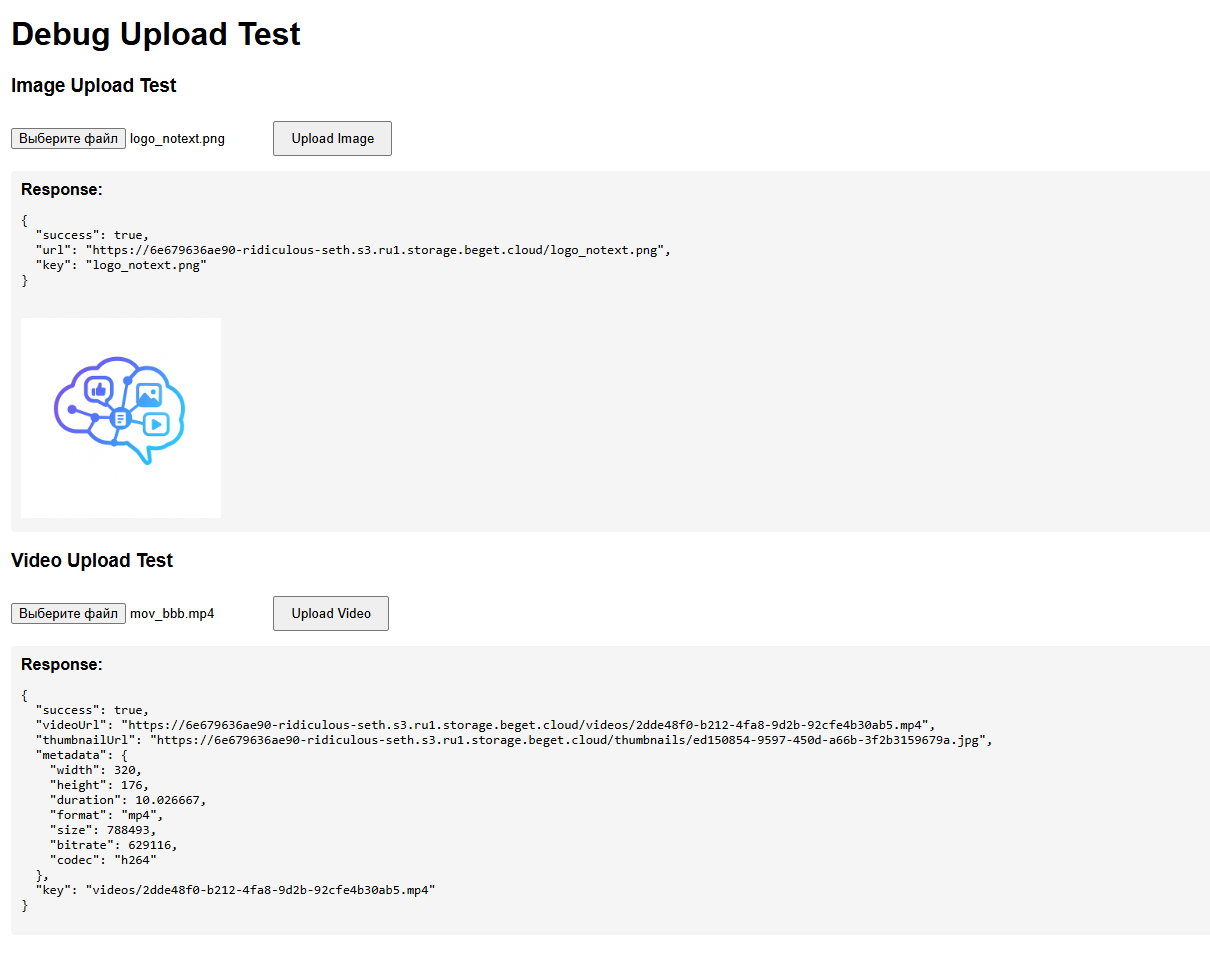 Debug Upload Test
Image Upload Test
Выберите файл logo_notext.png Upload Image
Response:
{
  "success": true,
  "url": "https://6e679636ae90-ridiculous-seth.s3.ru1.storage.beget.cloud/logo_notext.png",
  "key": "logo_notext.png"
}
Video Upload Test
Выберите файл mov_bbb.mp4 Upload Video
Response:
{
  "success": true,
  "videoUrl": "https://6e679636ae90-ridiculous-seth.s3.ru1.storage.beget.cloud/videos/2dde48f0-b212-4fa8-9d2b-92cfe4b30ab5.mp4",
  "thumbnailUrl": "https://6e679636ae90-ridiculous-seth.s3.ru1.storage.beget.cloud/thumbnails/ed150854-9597-450d-a66b-3f2b3159679a.jpg",
  "metadata": {
    "width": 320,
    "height": 176,
    "duration": 10.026667,
    "format": "mp4",
    "size": 788493,
    "bitrate": 629116,
    "codec": "h264"
  },
  "key": "videos/2dde48f0-b212-4fa8-9d2b-92cfe4b30ab5.mp4"
}